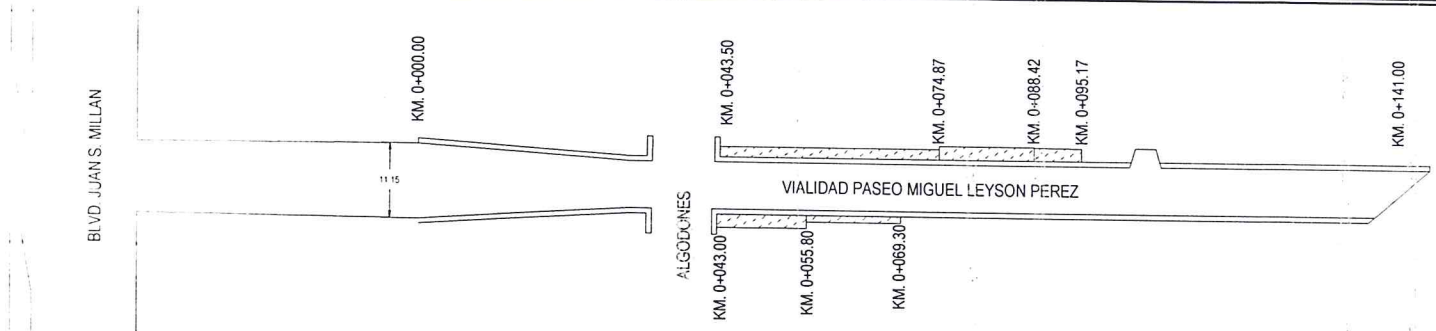 BLVD. JUAN S. MILLAN
KM. 0+000.00
11.15
ALGODONES
KM. 0+043.50
KM. 0+074.87
KM. 0+088.42
KM. 0+095.17
KM. 0+141.00
VIALIDAD PASEO MIGUEL LEYSON PEREZ
KM. 0+043.00
KM. 0+055.80
KM. 0+069.30